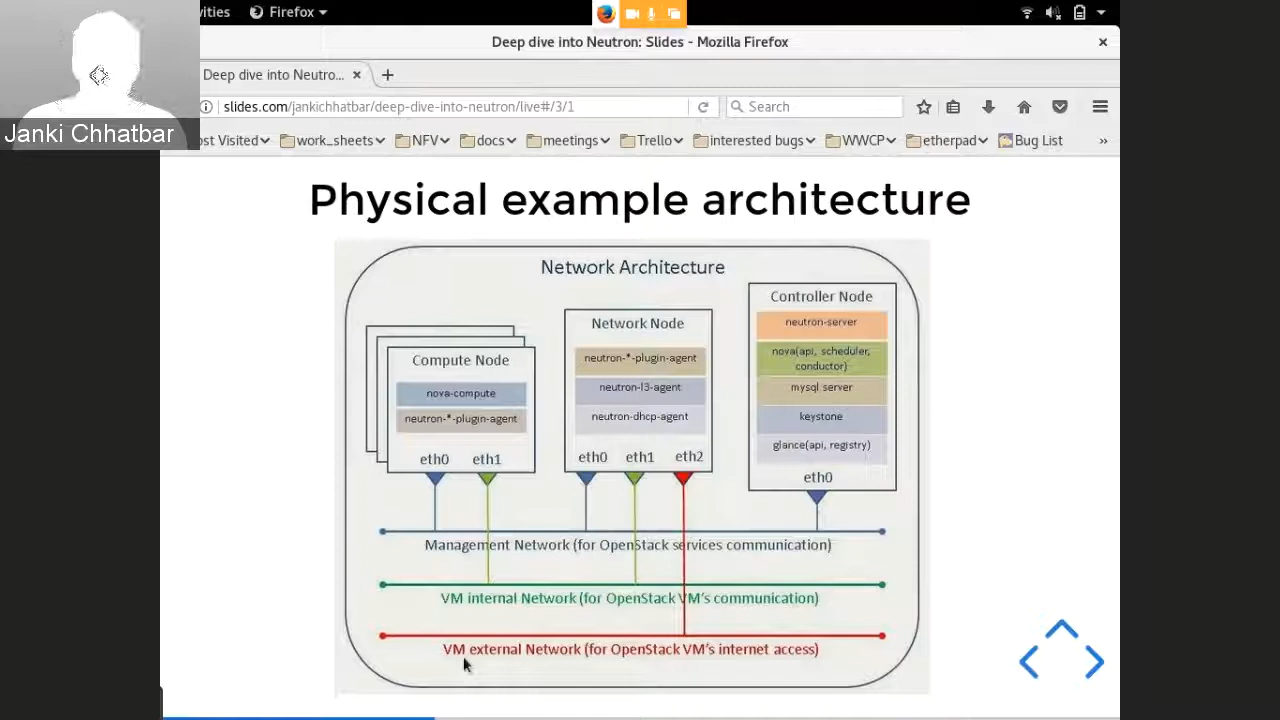 vities Firefox
Deep dive into Neutron: Slides - Mozilla Firefox
Deep dive into Neutro...
slides.com/jankichhatbar/deep-dive-into-neutron/live#/3/1
Search
Janki Chhatbar
ost Visited work_sheets NFV docs meetings Trello interested bugs WWCP etherpad Bug List »
Physical example architecture
Network Architecture
Compute Node
nova-compute
neutron-*-plugin-agent
eth0 eth1
Network Node
neutron-*-plugin-agent
neutron-l3-agent
neutron-dhcp-agent
eth0 eth1 eth2
Controller Node
neutron-server
nova(api, scheduler,
conductor)
mysql server
keystone
glance(api, registry)
eth0
Management Network (for OpenStack services communication)
VM internal Network (for OpenStack VM's communication)
VM external Network (for OpenStack VM's internet access)